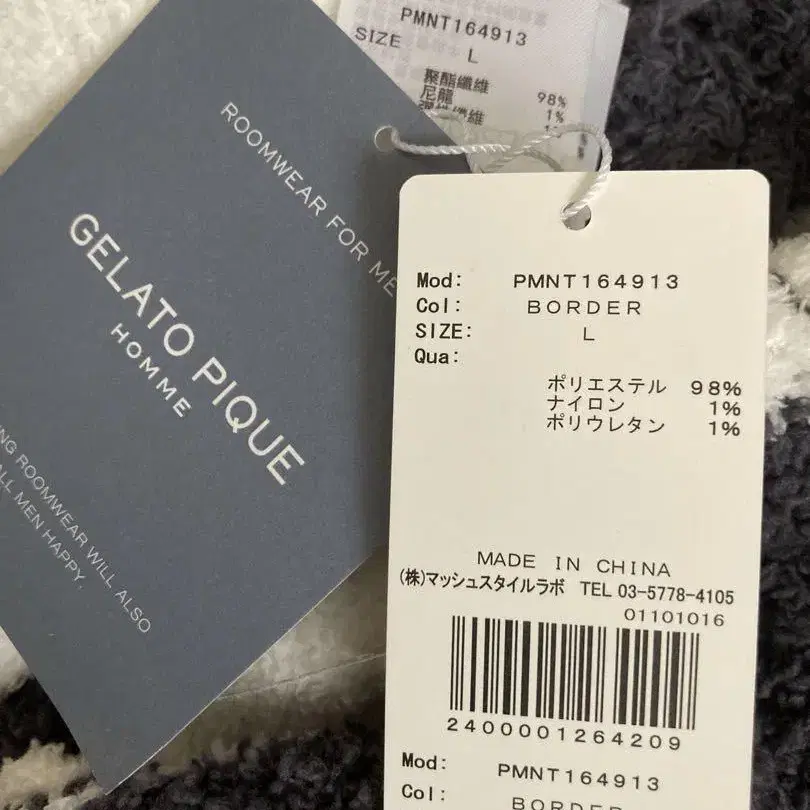 PMNT164913
SIZE L
聚酯纖維 98%
尼龍 1%
ROOMWEAR FOR ME
GELATO PIQUE
HOMME
NG ROOMWEAR WILL ALSO
ALL MEN HAPPY.
Mod: PMNT164913
Col: BORDER
SIZE: L
Qua:
ポリエステル 98%
ナイロン 1%
ポリウレタン 1%
MADE IN CHINA
(株)マッシュスタイルラボ TEL 03-5778-4105
01101016
2400001264209
Mod: PMNT164913
Col: BORDER